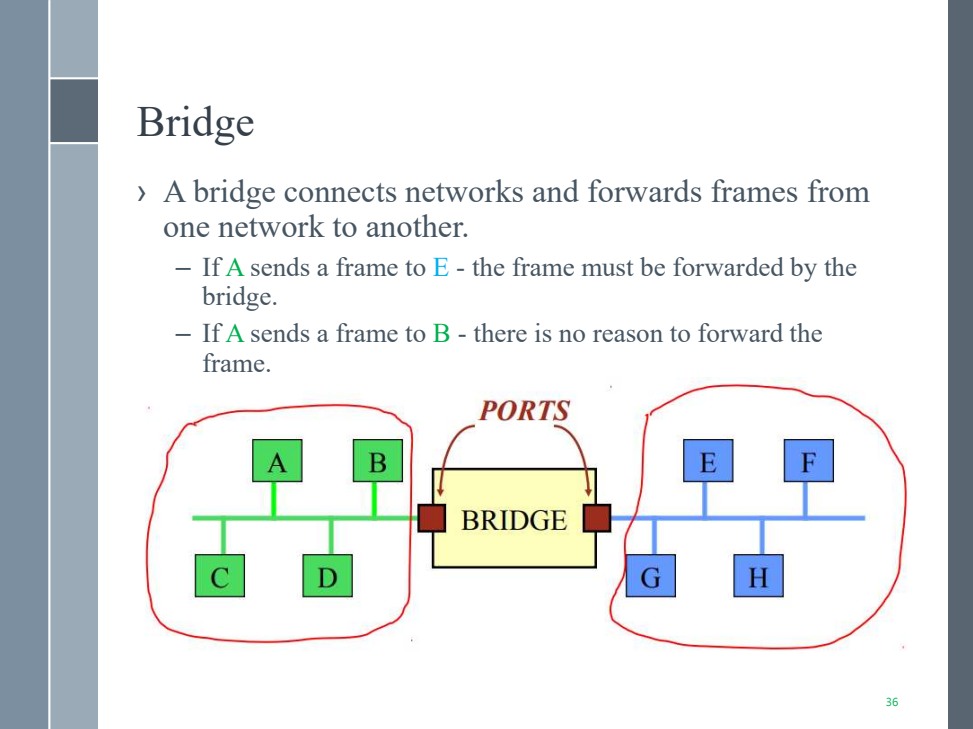 Bridge
› A bridge connects networks and forwards frames from
one network to another.
– If A sends a frame to E - the frame must be forwarded by the
bridge.
– If A sends a frame to B - there is no reason to forward the
frame.
PORTS
A B E F
BRIDGE
C D G H
36